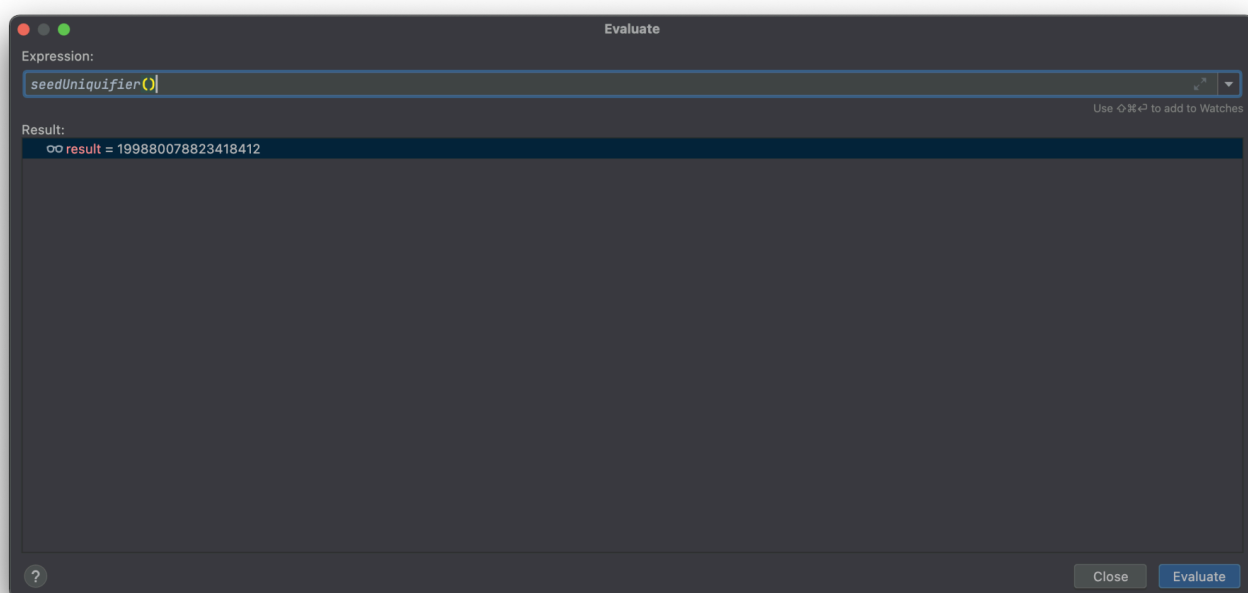 Evaluate
Expression:
seedUniquifier()
Use ⇧⌘⏎ to add to Watches
Result:
result = 199880078823418412
?
Close
Evaluate